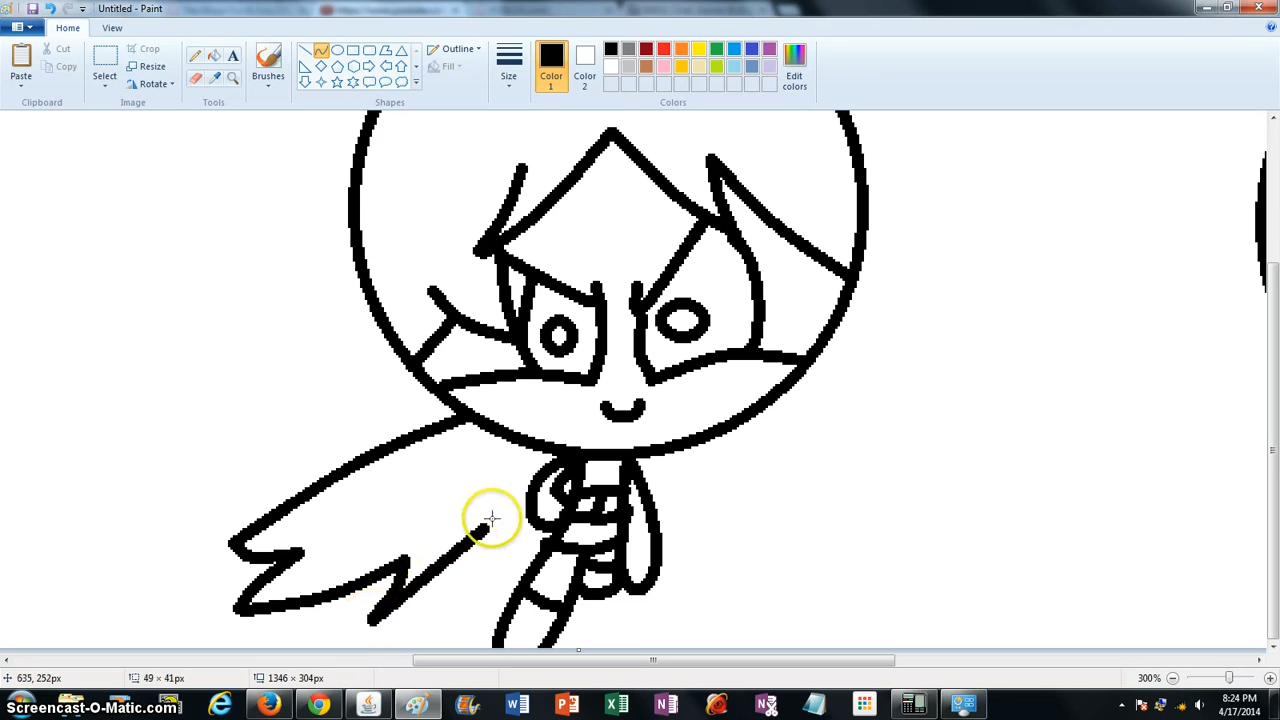 Untitled - Paint
Home View
Paste
Cut
Copy
Clipboard
Select
Crop
Resize
Rotate
Image
A
Tools
Brushes
Outline
Fill
Shapes
Size
Color 1
Color 2
Edit colors
Colors
635, 252px
49 × 41px
1346 × 304px
300%
8:24 PM
4/17/2014
Screencast-O-Matic.com